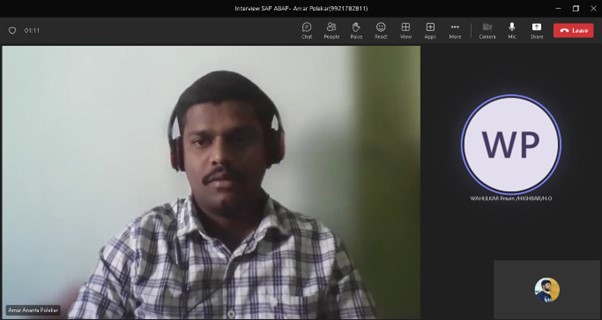 Interview SAP ABAP- Amar Polekar(9921782811)
01:11
Chat
People
Raise
React
View
Apps
More
Camera
Mic
Share
Leave
WP
WAHULKAR Pravin /HIGHBAR/H.O
Amar Ananta Polekar